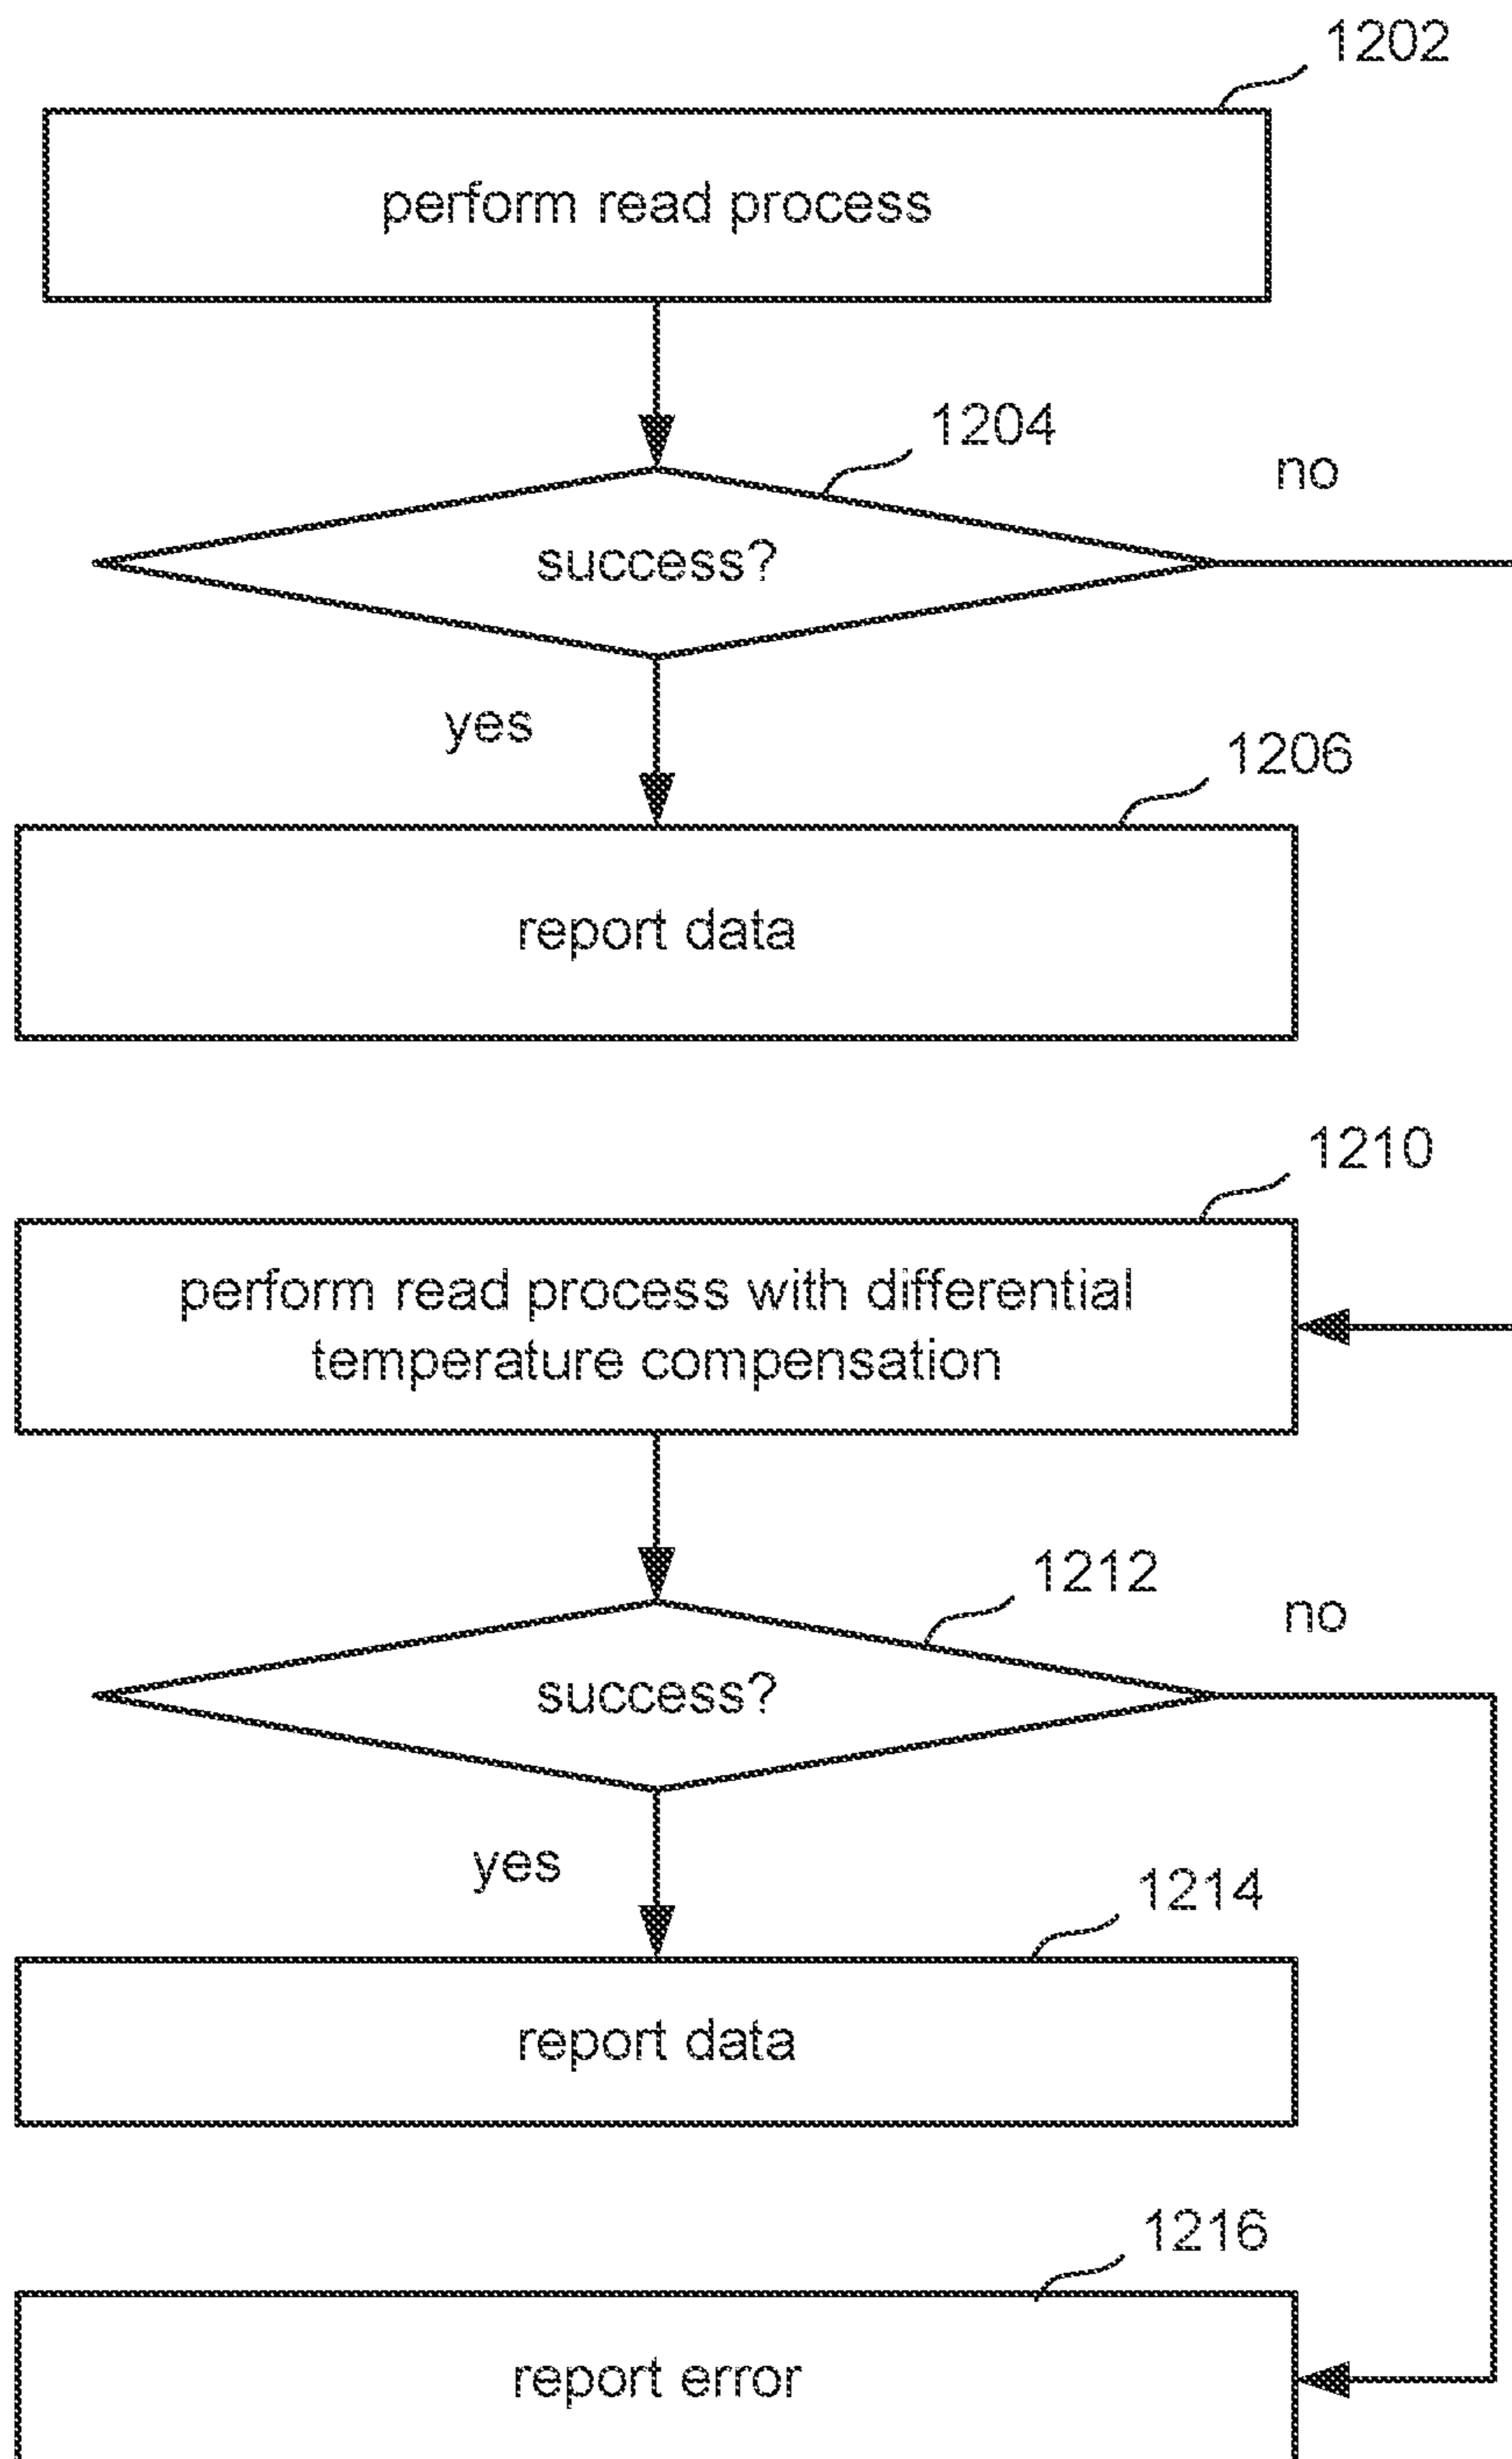 1202
perform read process
1204
no
success?
yes
1206
report data
1210
perform read process with differential
temperature compensation
1212
no
success?
yes
1214
report data
1216
report error